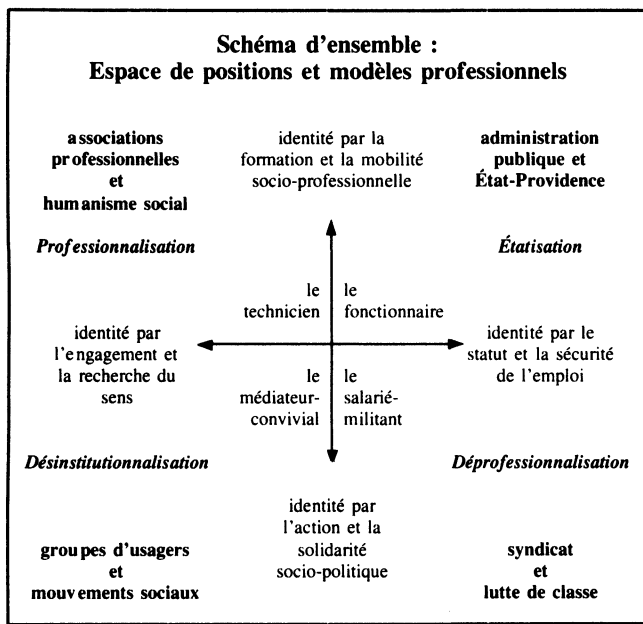 Schéma d'ensemble :
Espace de positions et modèles professionnels
associations
professionnelles
et
humanisme social
identité par la
formation et la mobilité
socio-professionnelle
administration
publique et
État-Providence
Professionnalisation
Étatisation
le
technicien
le
fonctionnaire
identité par
l'engagement et
la recherche du
sens
identité par le
statut et la sécurité
de l'emploi
le
médiateur-
convivial
le
salarié-
militant
Désinstitutionnalisation
Déprofessionnalisation
identité par
l'action et la
solidarité
socio-politique
groupes d'usagers
et
mouvements sociaux
syndicat
et
lutte de classe